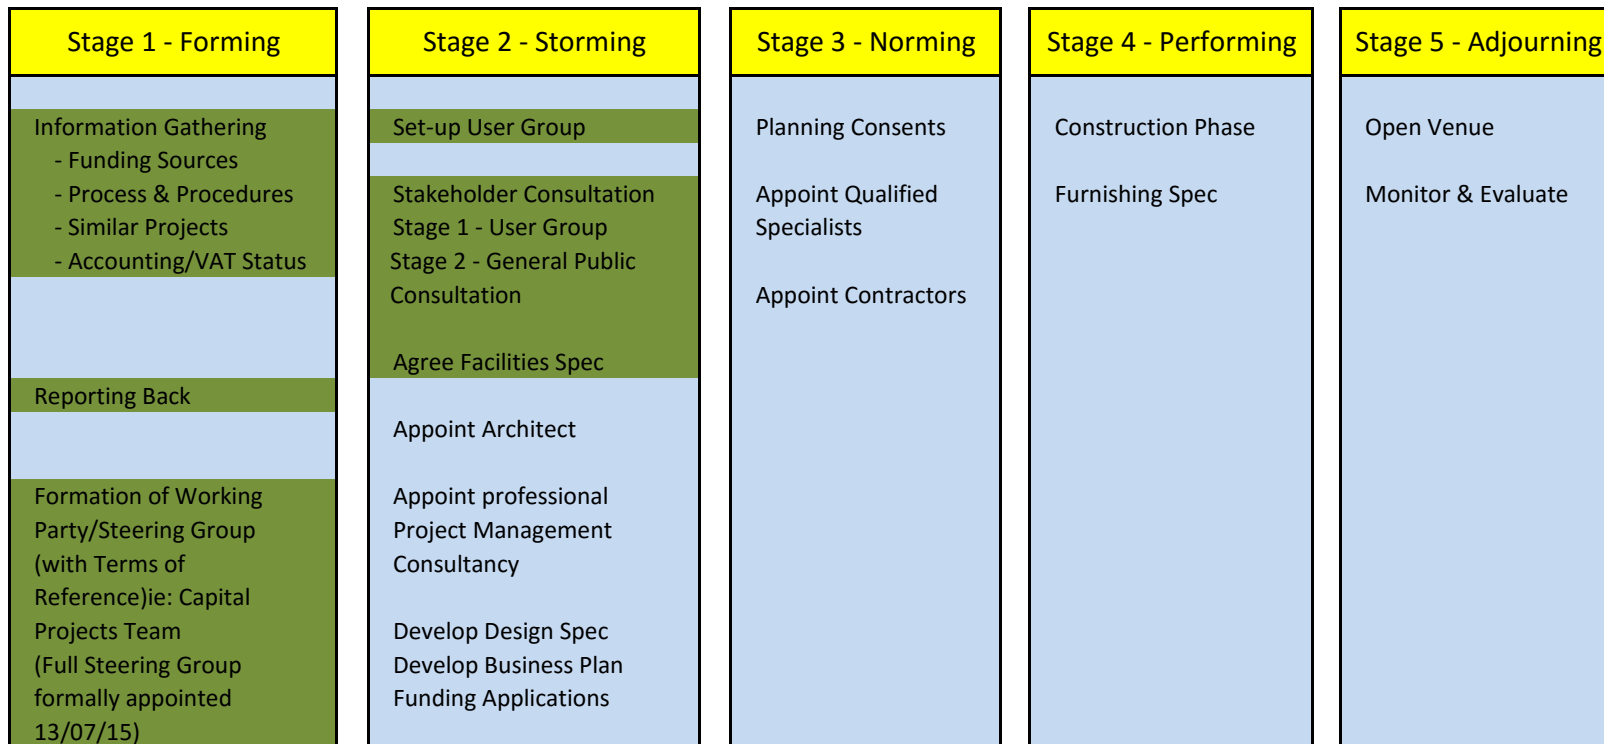 Stage 1 - Forming
Information Gathering
- Funding Sources
- Process & Procedures
- Similar Projects
- Accounting/VAT Status
Reporting Back
Formation of Working
Party/Steering Group
(with Terms of
Reference)ie: Capital
Projects Team
(Full Steering Group
formally appointed
13/07/15)
Stage 2 - Storming
Set-up User Group
Stakeholder Consultation
Stage 1 - User Group
Stage 2 - General Public
Consultation
Agree Facilities Spec
Appoint Architect
Appoint professional
Project Management
Consultancy
Develop Design Spec
Develop Business Plan
Funding Applications
Stage 3 - Norming
Planning Consents
Appoint Qualified
Specialists
Appoint Contractors
Stage 4 - Performing
Construction Phase
Furnishing Spec
Stage 5 - Adjourning
Open Venue
Monitor & Evaluate